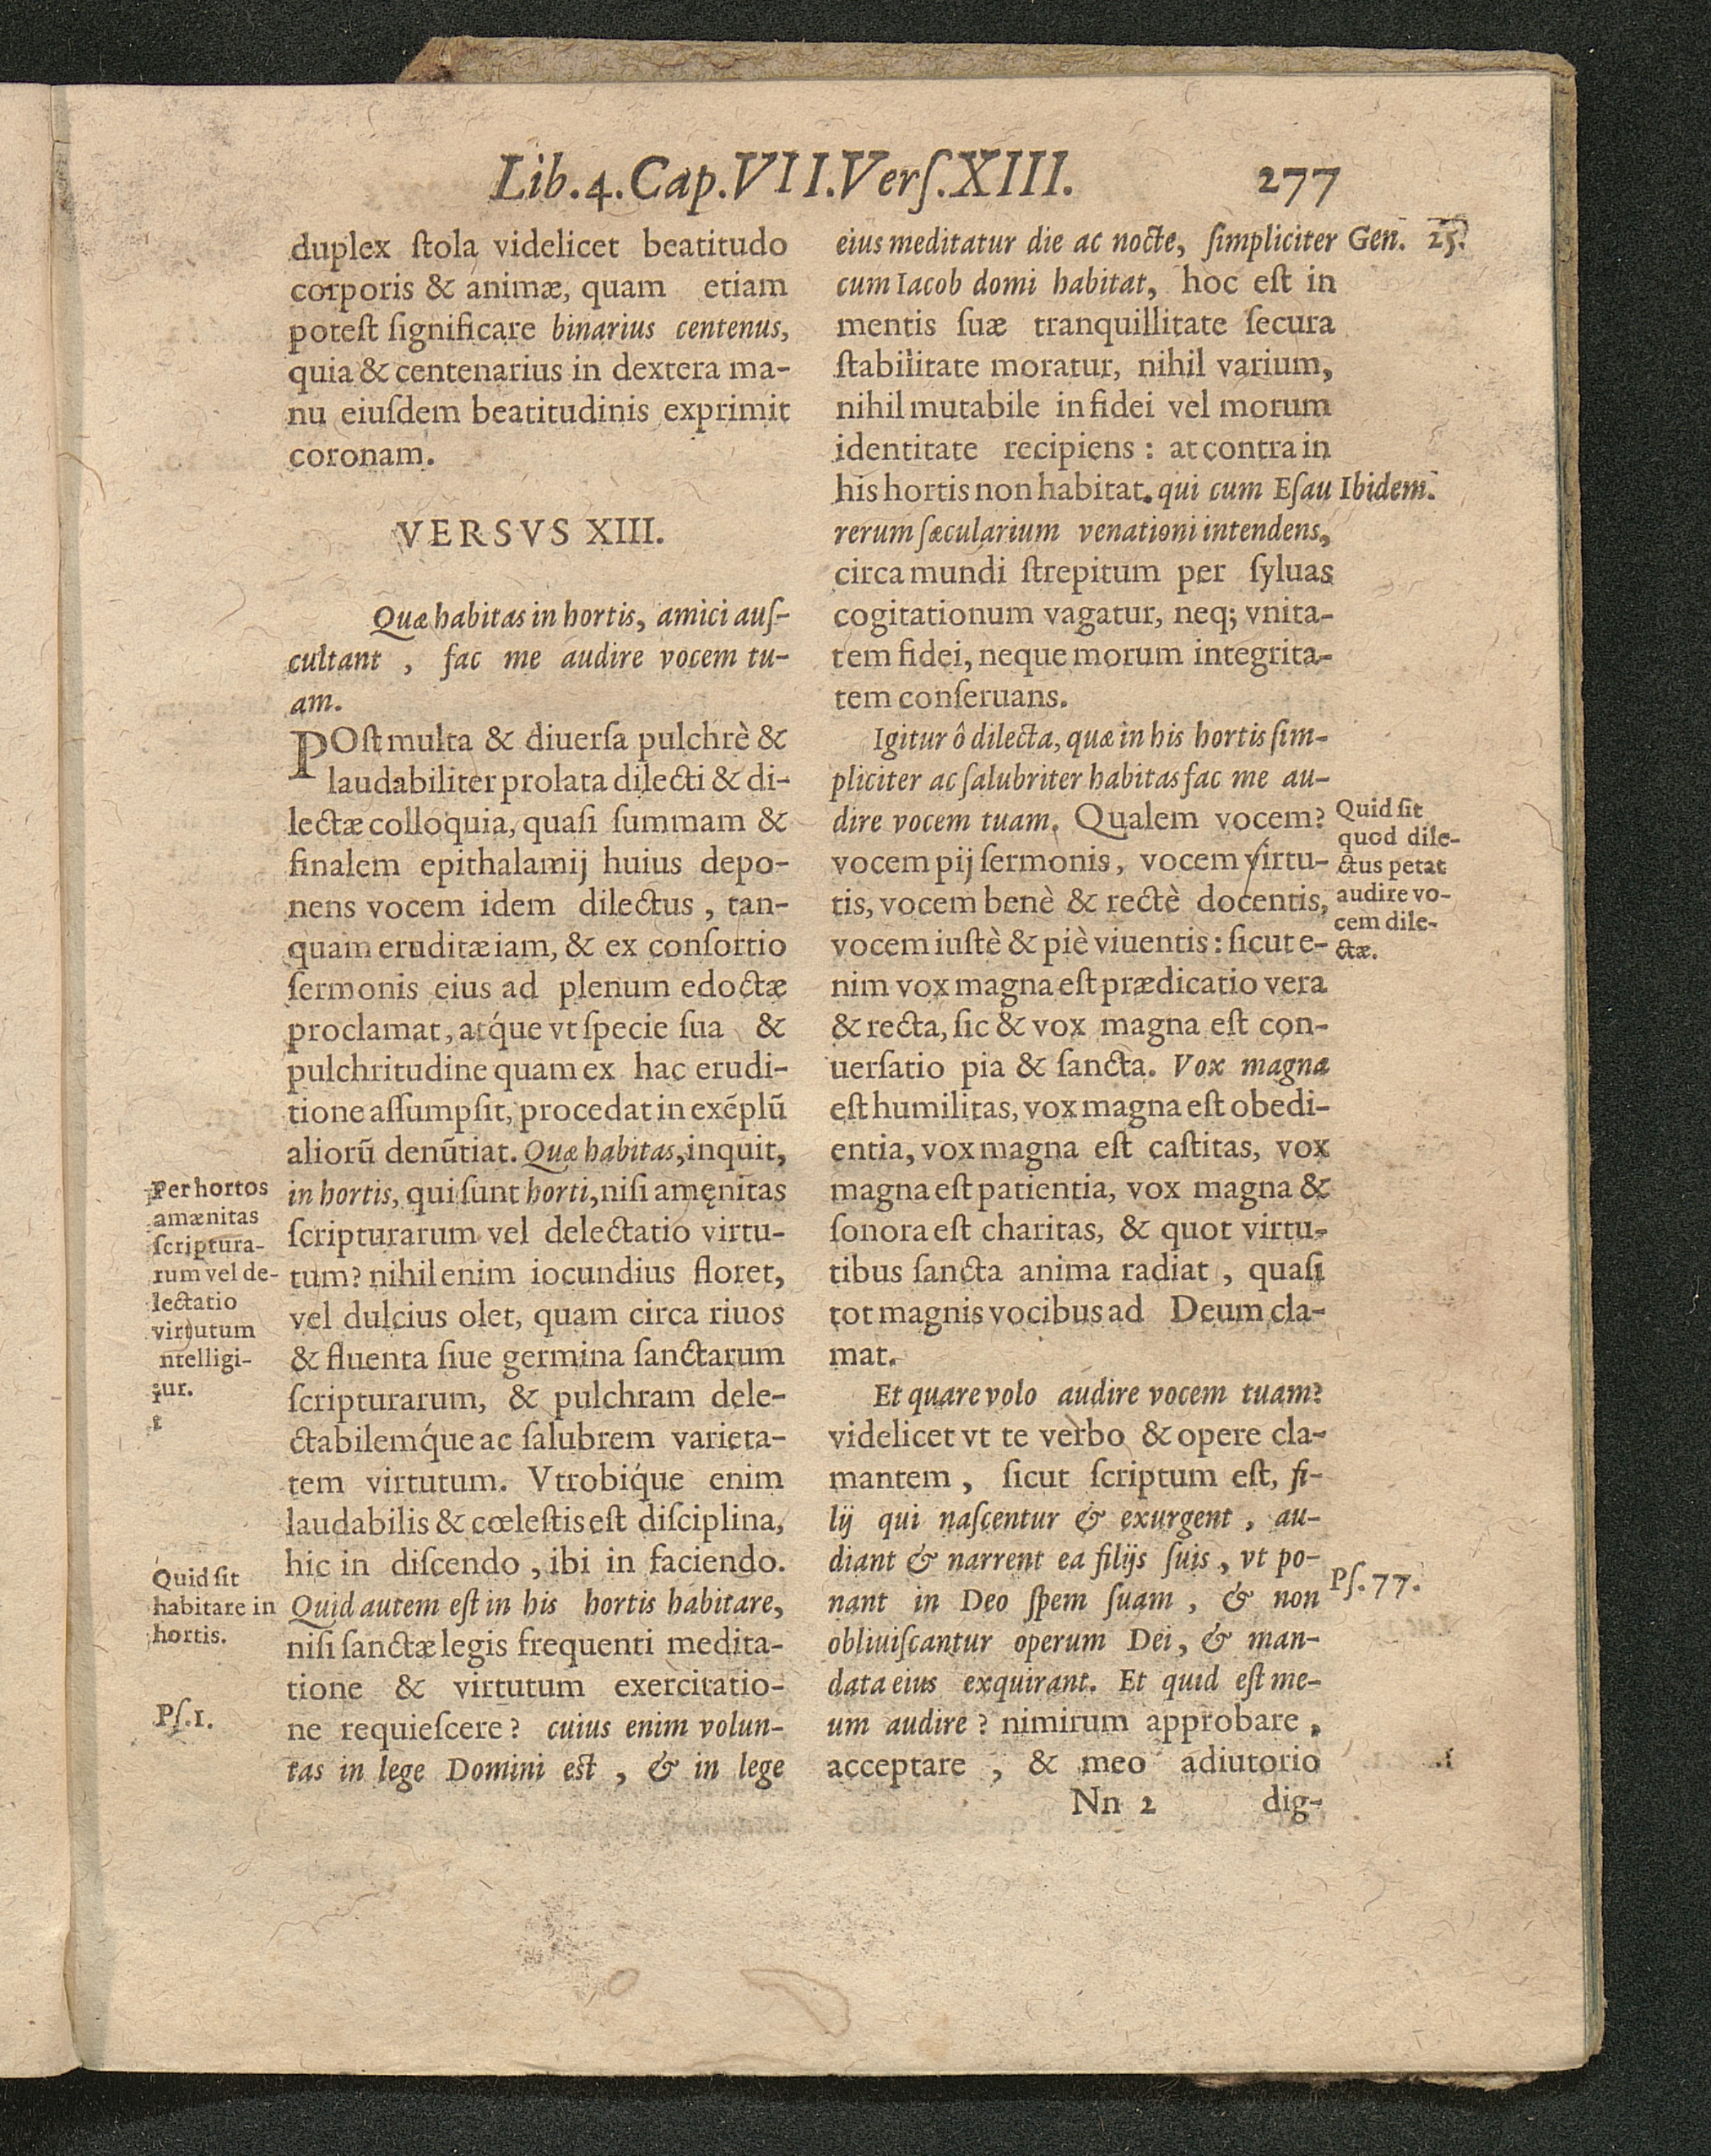 Lib.4.Cap.VII.Verſ.XIII. 277
duplex ſtola videlicet beatitudo
corporis & animæ, quam etiam
poteſt ſignificare binarius centenus,
quia & centenarius in dextera ma-
nu eiuſdem beatitudinis exprimit
coronam.
VERSVS XIII.
Quæ habitas in hortis, amici auſ-
cultant , fac me audire vocem tu-
am.
POſt multa & diuerſa pulchrè &
laudabiliter prolata dilecti & di-
lectæ colloquia, quaſi ſummam &
finalem epithalamij huius depo-
nens vocem idem dilectus , tan-
quam eruditæ iam, & ex conſortio
ſermonis eius ad plenum edoctæ
proclamat, atq́ue vt ſpecie ſua &
pulchritudine quam ex hac erudi-
tione aſſumpſit, procedat in exẽplũ
aliorũ denũtiat. Quæ habitas, inquit,
in hortis, qui ſunt horti, niſi amęnitas
ſcripturarum vel delectatio virtu-
tum? nihil enim iocundius floret,
vel dulcius olet, quam circa riuos
& fluenta ſiue germina ſanctarum
ſcripturarum, & pulchram dele-
ctabilemq́ue ac ſalubrem varieta-
tem virtutum. Vtrobiq́ue enim
laudabilis & cœleſtis eſt diſciplina,
hic in diſcendo , ibi in faciendo.
Quid autem eſt in his hortis habitare,
niſi ſanctæ legis frequenti medita-
tione & virtutum exercitatio-
ne requieſcere? cuius enim volun-
tas in lege Domini eſt , & in lege
Per hortos
amænitas
ſcriptura-
rum vel de-
lectatio
virtutum
ntelligi-
tur.
Quid ſit
habitare in
hortis.
Pſ.1.
eius meditatur die ac nocte, ſimpliciter
cum Iacob domi habitat, hoc eſt in
mentis ſuæ tranquillitate ſecura
ſtabilitate moratur, nihil varium,
nihil mutabile in fidei vel morum
identitate recipiens : at contra in
his hortis non habitat. qui cum Eſau
rerum ſæcularium venationi intendens,
circa mundi ſtrepitum per ſyluas
cogitationum vagatur, neq; vnita-
tem fidei, neque morum integrita-
tem conſeruans.
Igitur ô dilecta, quæ in his hortis ſim-
pliciter ac ſalubriter habitas fac me au-
dire vocem tuam. Qualem vocem?
vocem pij ſermonis, vocem virtu-
tis, vocem benè & rectè docentis,
vocem iuſtè & piè viuentis : ſicut e-
nim vox magna eſt prædicatio vera
& recta, ſic & vox magna eſt con-
uerſatio pia & ſancta. Vox magna
eſt humilitas, vox magna eſt obedi-
entia, vox magna eſt caſtitas, vox
magna eſt patientia, vox magna &
ſonora eſt charitas, & quot virtu-
tibus ſancta anima radiat , quaſi
tot magnis vocibus ad Deum cla-
mat.
Et quare volo audire vocem tuam?
videlicet vt te verbo & opere cla-
mantem , ſicut ſcriptum eſt, fi-
lij qui naſcentur & exurgent , au-
diant & narrent ea filijs ſuis , vt po-
nant in Deo ſpem ſuam , & non
obliuiſcantur operum Dei, & man-
data eius exquirant. Et quid eſt me-
um audire ? nimirum approbare ,
acceptare , & meo adiutorio
Gen. 25.
Ibidem.
Quid ſit
quod dile-
ctus petat
audire vo-
cem dile-
ctæ.
Pſ.77.
Nn 2 dig-